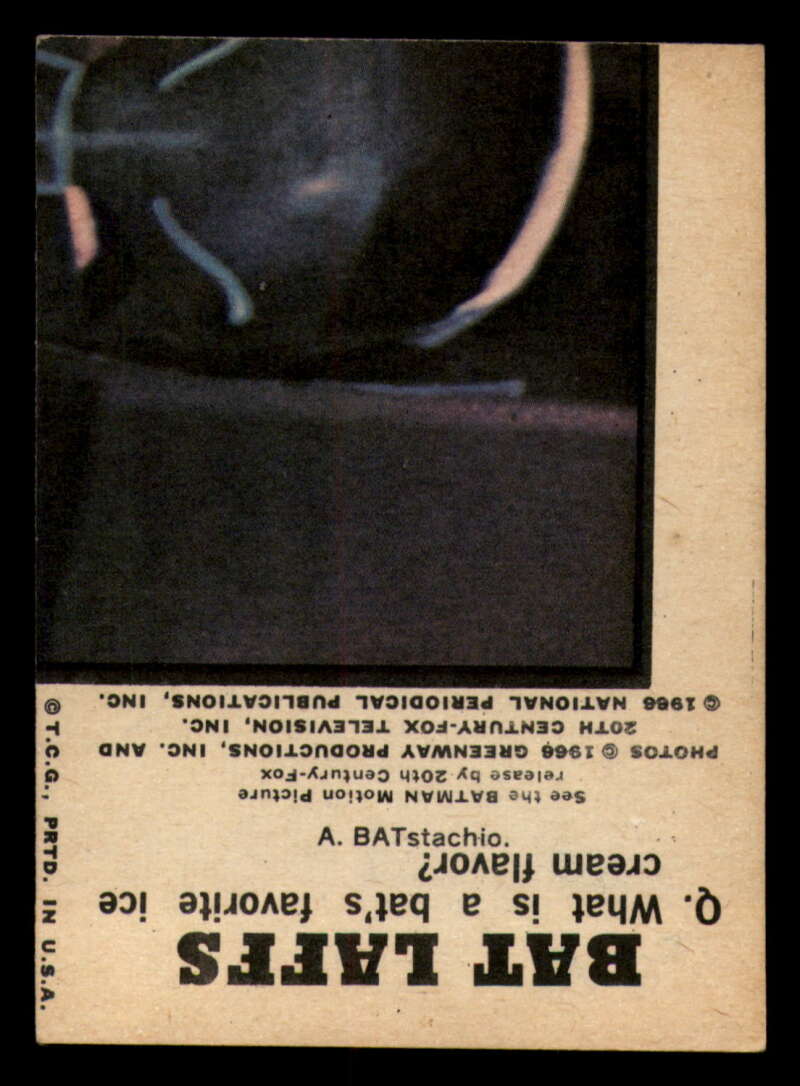 BAT LAFFS
Q. What is a bat's favorite ice
cream flavor?
A. BATstachio.
See the BATMAN Motion Picture
release by 20th Century-Fox
PHOTOS © 1966 GREENWAY PRODUCTIONS, INC. AND
20TH CENTURY-FOX TELEVISION, INC.
© 1966 NATIONAL PERIODICAL PUBLICATIONS, INC.
© T.C.G., PRTD. IN U.S.A.